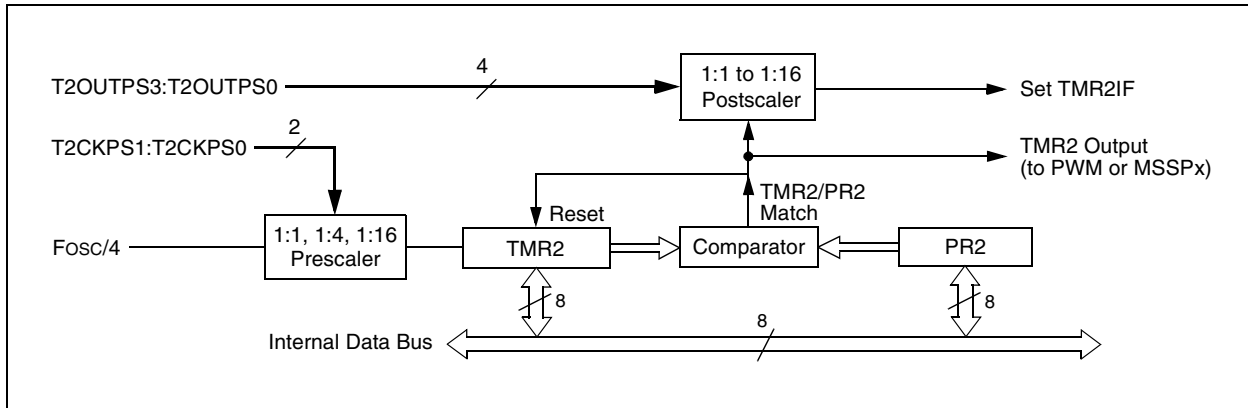 4
1:1 to 1:16
Postscaler
T2OUTPS3:T2OUTPS0
Set TMR2IF
2
T2CKPS1:T2CKPS0
TMR2 Output
(to PWM or MSSPx)
TMR2/PR2
Match
Reset
1:1, 1:4, 1:16
Prescaler
FOSC/4
TMR2
Comparator
PR2
8
8
8
Internal Data Bus